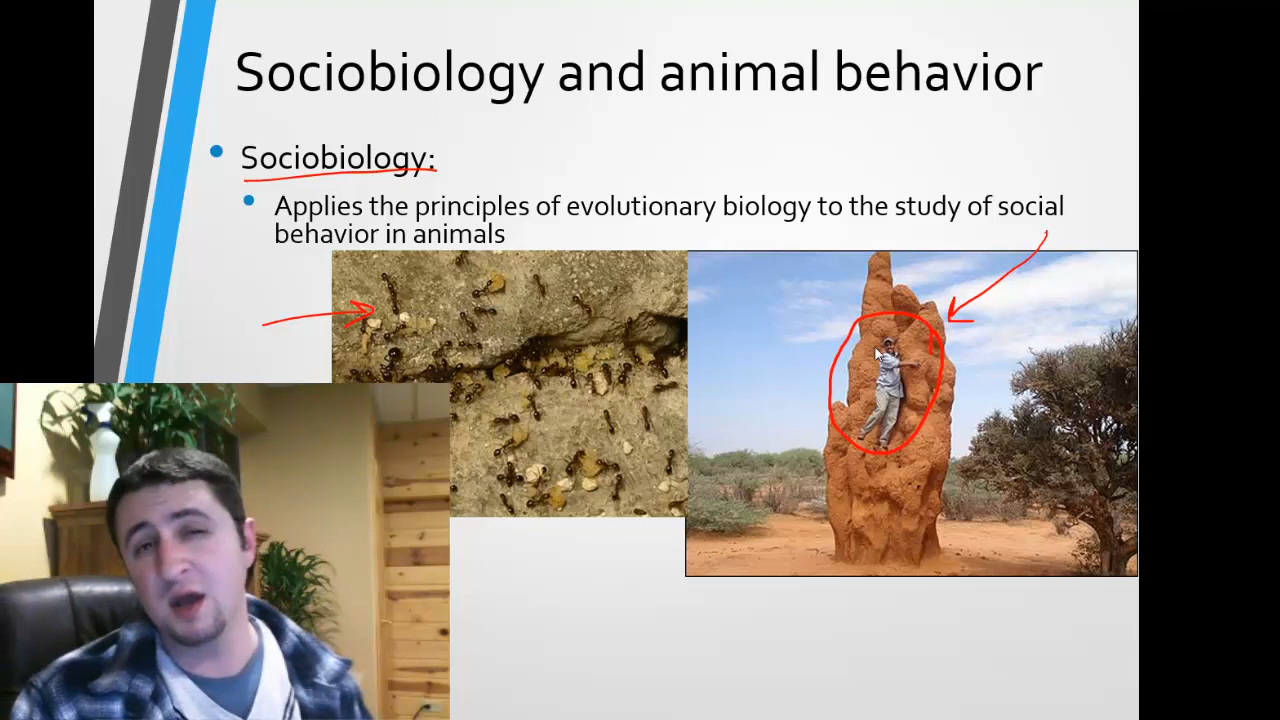 Sociobiology and animal behavior
Sociobiology:
Applies the principles of evolutionary biology to the study of social
behavior in animals